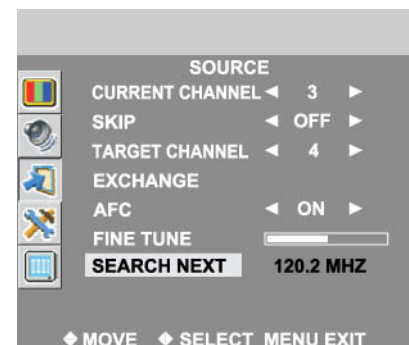 SOURCE
CURRENT CHANNEL ◄ 3 ►
SKIP ◄ OFF ►
TARGET CHANNEL ◄ 4 ►
EXCHANGE
AFC ◄ ON ►
FINE TUNE
SEARCH NEXT 120.2 MHZ
MOVE SELECT MENU EXIT